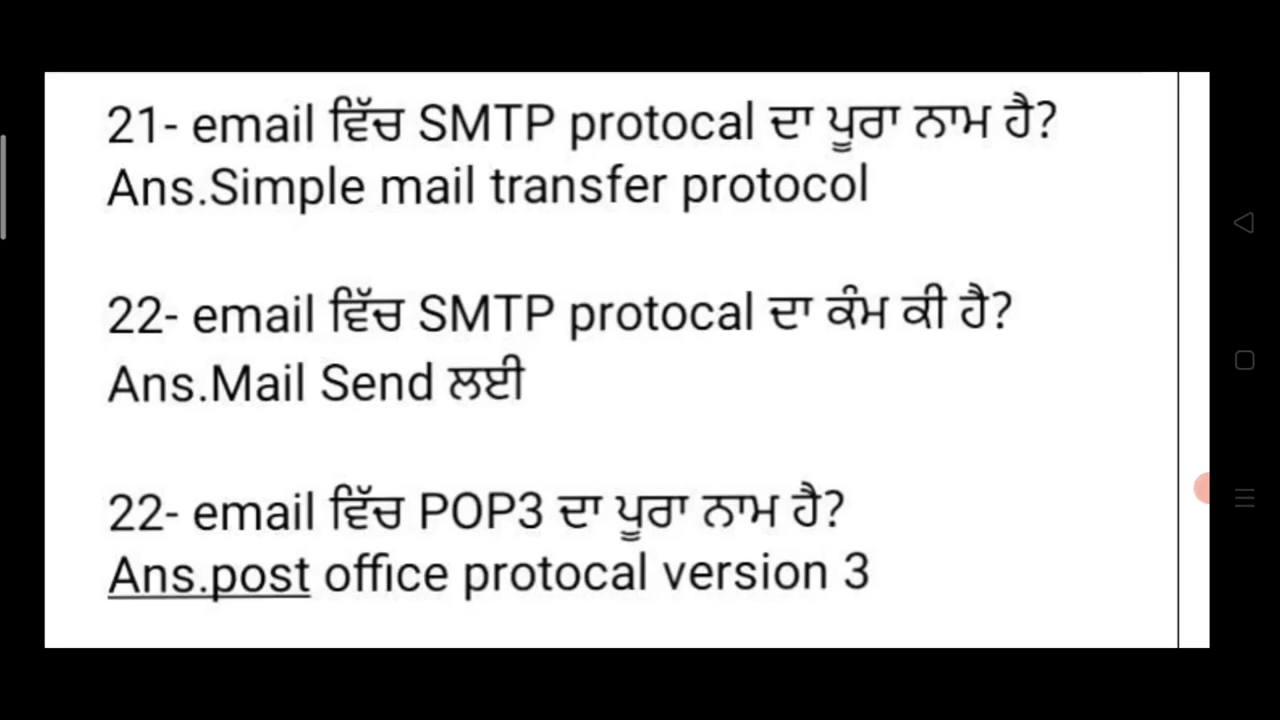 21- email ਵਿੱਚ SMTP protocal ਦਾ ਪੂਰਾ ਨਾਮ ਹੈ?
Ans.Simple mail transfer protocol
22- email ਵਿੱਚ SMTP protocal ਦਾ ਕੰਮ ਕੀ ਹੈ?
Ans.Mail Send ਲਈ
22- email ਵਿੱਚ POP3 ਦਾ ਪੂਰਾ ਨਾਮ ਹੈ?
Ans.post office protocal version 3